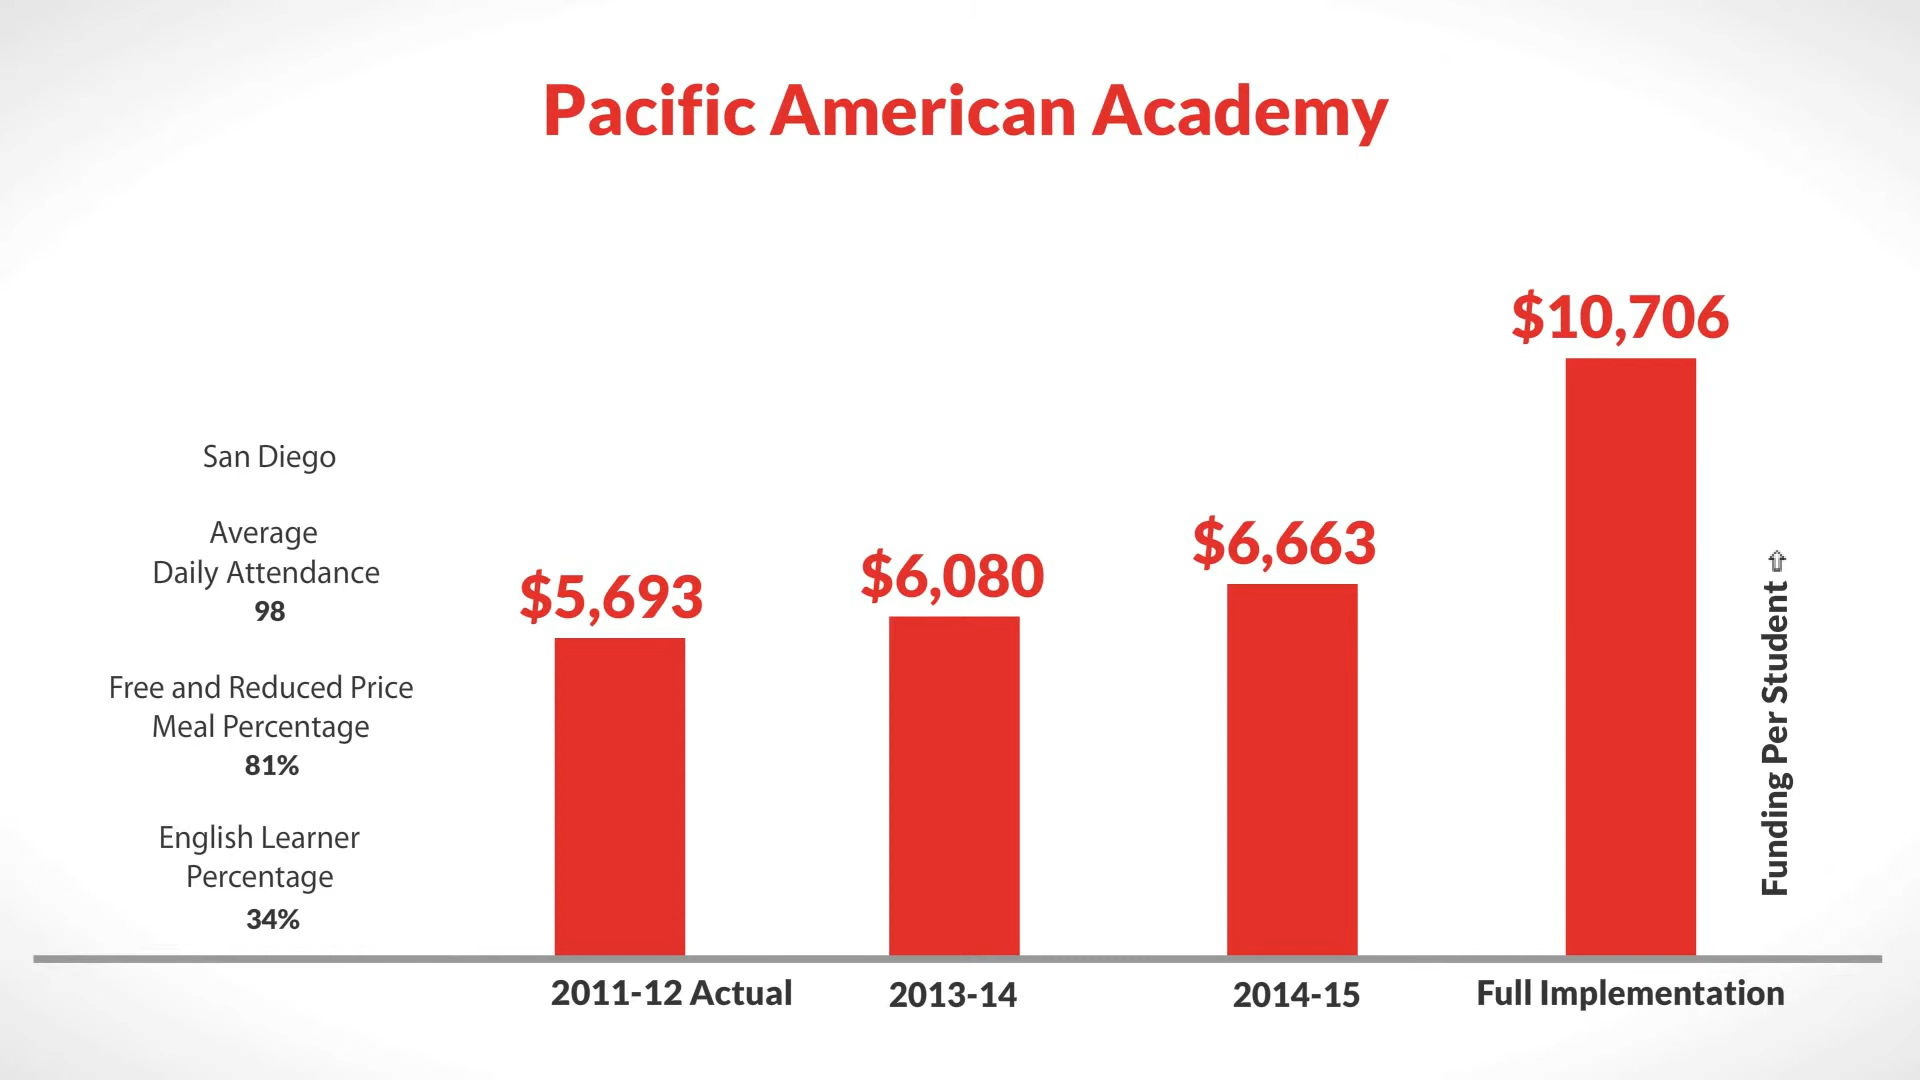 Pacific American Academy
San Diego
Average
Daily Attendance
98
Free and Reduced Price
Meal Percentage
81%
English Learner
Percentage
34%
$5,693
$6,080
$6,663
$10,706
2011-12 Actual
2013-14
2014-15
Full Implementation
Funding Per Student ⇨